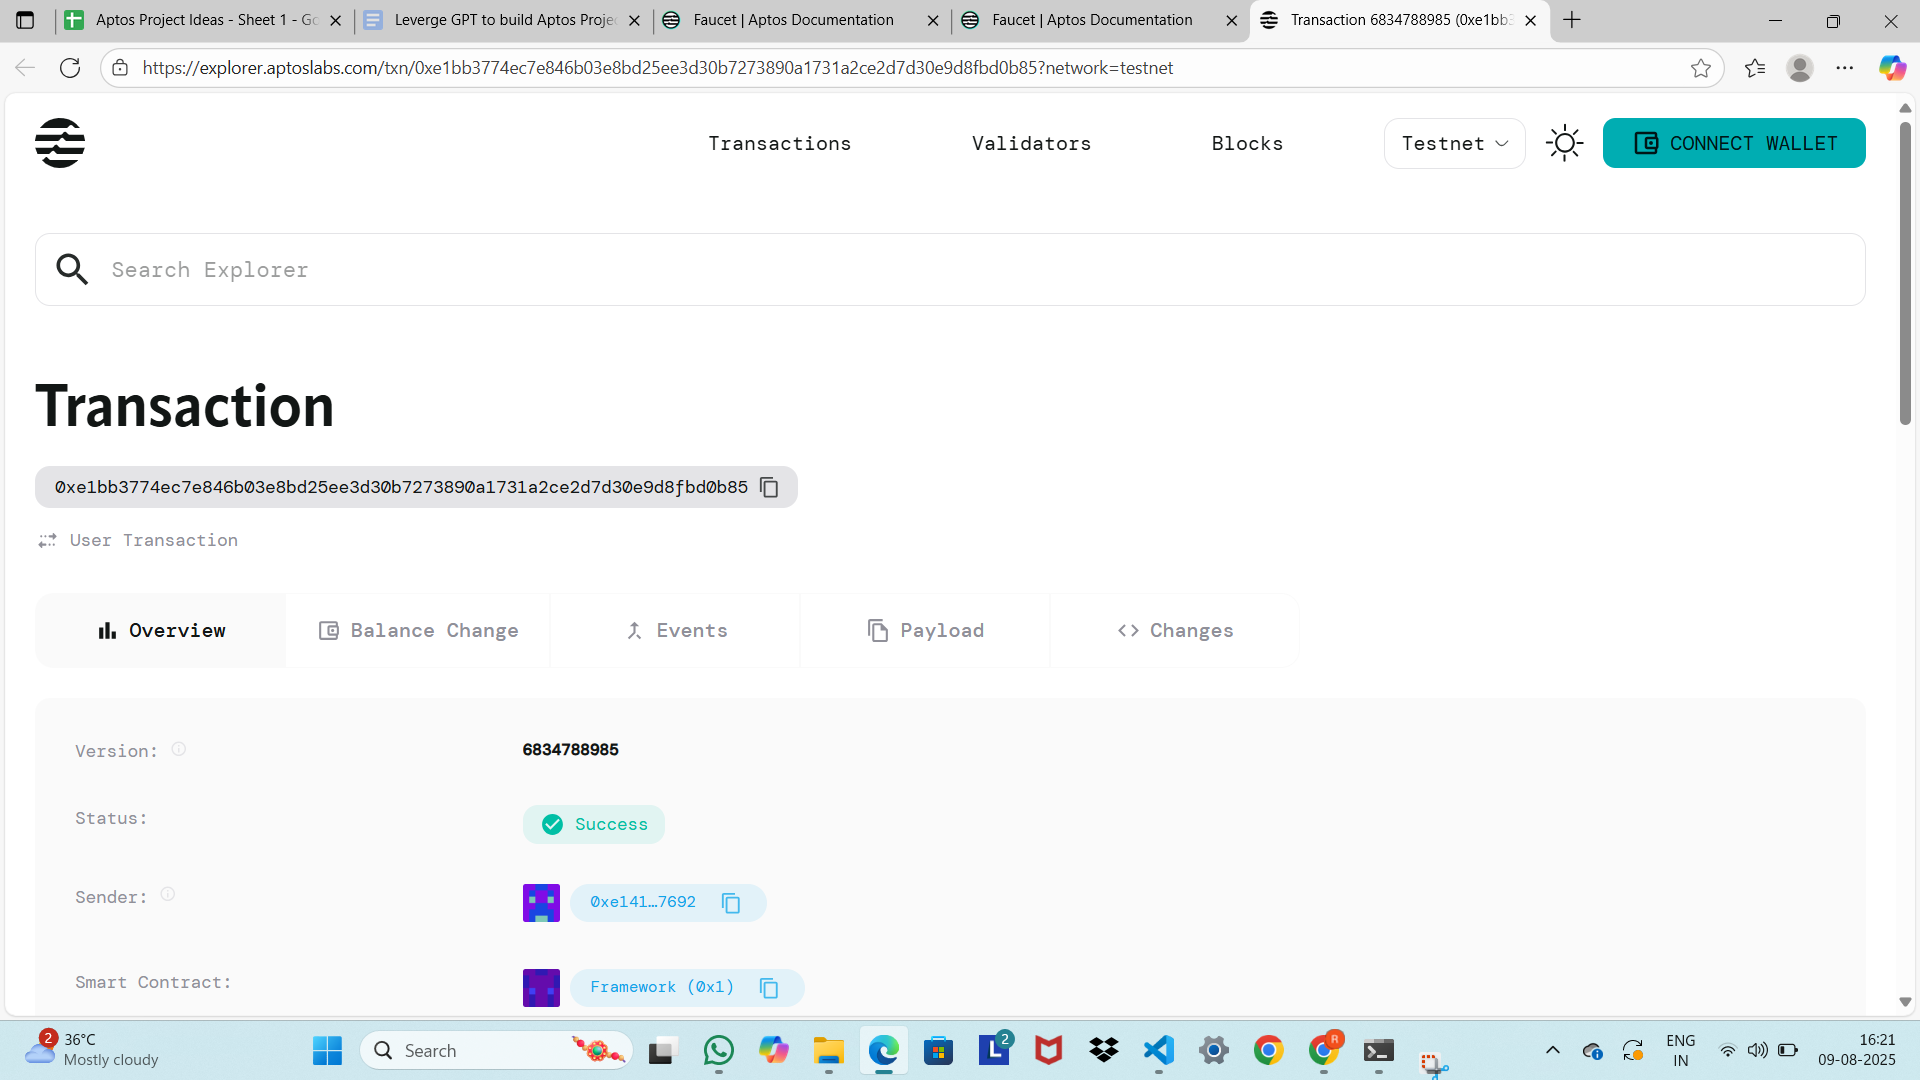 Aptos Project Ideas - Sheet 1 - Go
Leverge GPT to build Aptos Projec
Faucet | Aptos Documentation
Faucet | Aptos Documentation
Transaction 6834788985 (0xe1bb3
https://explorer.aptoslabs.com/txn/0xe1bb3774ec7e846b03e8bd25ee3d30b7273890a1731a2ce2d7d30e9d8fbd0b85?network=testnet
Transactions
Validators
Blocks
Testnet
CONNECT WALLET
Search Explorer
Transaction
0xe1bb3774ec7e846b03e8bd25ee3d30b7273890a1731a2ce2d7d30e9d8fbd0b85
User Transaction
Overview
Balance Change
Events
Payload
Changes
Version:
6834788985
Status:
Success
Sender:
0xe141…7692
Smart Contract:
Framework (0x1)
2
36°C
Mostly cloudy
Search
L
2
R
ENG
IN
16:21
09-08-2025